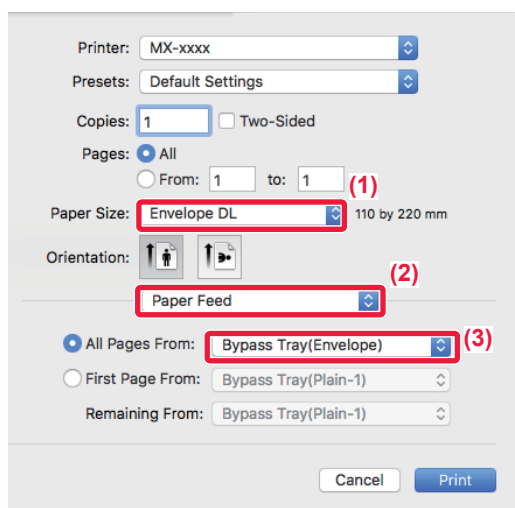 Printer: MX-xxxx
Presets: Default Settings
Copies: 1 Two-Sided
Pages: All
From: 1 to: 1
(1)
Paper Size: Envelope DL 110 by 220 mm
Orientation:
(2)
Paper Feed
(3)
All Pages From: Bypass Tray(Envelope)
First Page From: Bypass Tray(Plain-1)
Remaining From: Bypass Tray(Plain-1)
Cancel Print